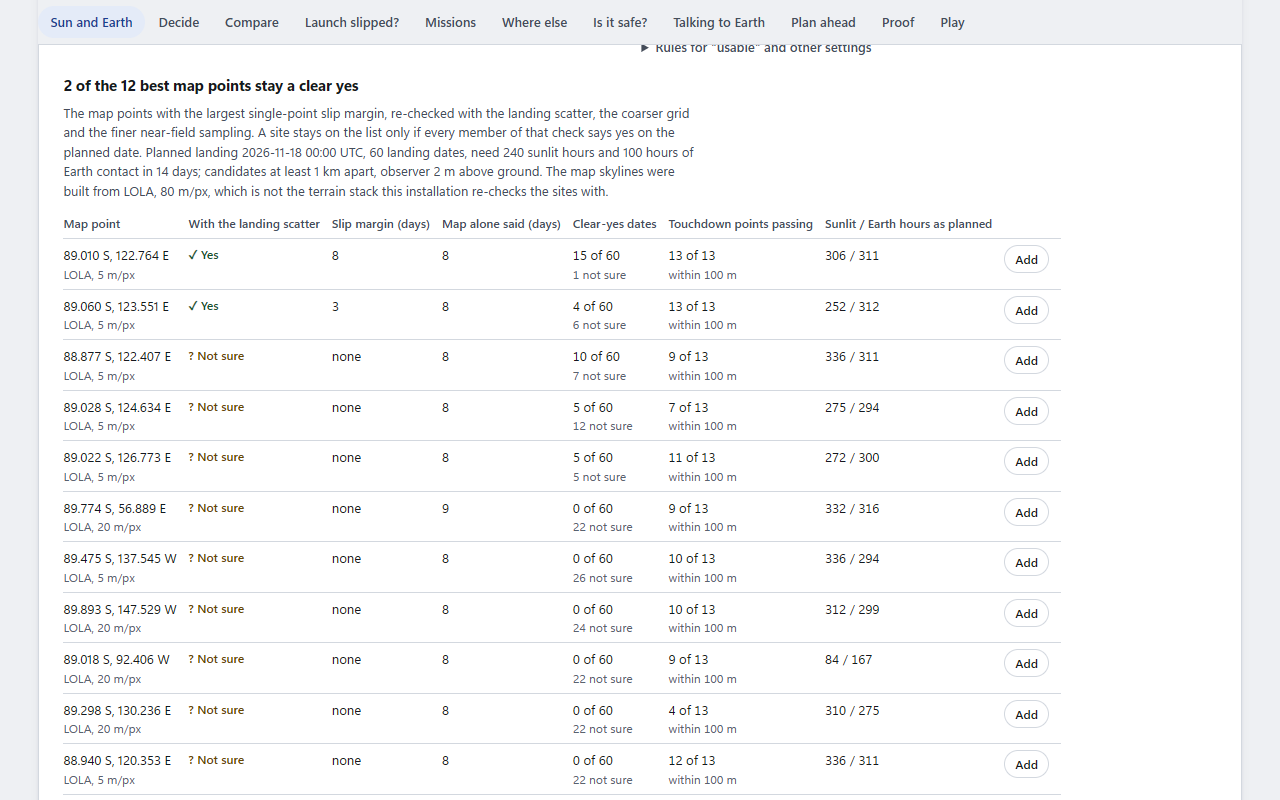 Sun and Earth Decide Compare Launch slipped? Missions Where else Is it safe? Talking to Earth Plan ahead Proof Play
▶ Rules for "usable" and other settings
2 of the 12 best map points stay a clear yes
The map points with the largest single-point slip margin, re-checked with the landing scatter, the coarser grid
and the finer near-field sampling. A site stays on the list only if every member of that check says yes on the
planned date. Planned landing 2026-11-18 00:00 UTC, 60 landing dates, need 240 sunlit hours and 100 hours of
Earth contact in 14 days; candidates at least 1 km apart, observer 2 m above ground. The map skylines were
built from LOLA, 80 m/px, which is not the terrain stack this installation re-checks the sites with.
Map point With the landing scatter Slip margin (days) Map alone said (days) Clear-yes dates Touchdown points passing Sunlit / Earth hours as planned
89.010 S, 122.764 E ✓ Yes 8 8 15 of 60 13 of 13 306 / 311 Add
LOLA, 5 m/px 1 not sure within 100 m
89.060 S, 123.551 E ✓ Yes 3 8 4 of 60 13 of 13 252 / 312 Add
LOLA, 5 m/px 6 not sure within 100 m
88.877 S, 122.407 E ? Not sure none 8 10 of 60 9 of 13 336 / 311 Add
LOLA, 5 m/px 7 not sure within 100 m
89.028 S, 124.634 E ? Not sure none 8 5 of 60 7 of 13 275 / 294 Add
LOLA, 5 m/px 12 not sure within 100 m
89.022 S, 126.773 E ? Not sure none 8 5 of 60 11 of 13 272 / 300 Add
LOLA, 5 m/px 5 not sure within 100 m
89.774 S, 56.889 E ? Not sure none 9 0 of 60 9 of 13 332 / 316 Add
LOLA, 20 m/px 22 not sure within 100 m
89.475 S, 137.545 W ? Not sure none 8 0 of 60 10 of 13 336 / 294 Add
LOLA, 5 m/px 26 not sure within 100 m
89.893 S, 147.529 W ? Not sure none 8 0 of 60 10 of 13 312 / 299 Add
LOLA, 20 m/px 24 not sure within 100 m
89.018 S, 92.406 W ? Not sure none 8 0 of 60 9 of 13 84 / 167 Add
LOLA, 20 m/px 22 not sure within 100 m
89.298 S, 130.236 E ? Not sure none 8 0 of 60 4 of 13 310 / 275 Add
LOLA, 20 m/px 22 not sure within 100 m
88.940 S, 120.353 E ? Not sure none 8 0 of 60 12 of 13 336 / 311 Add
LOLA, 5 m/px 22 not sure within 100 m